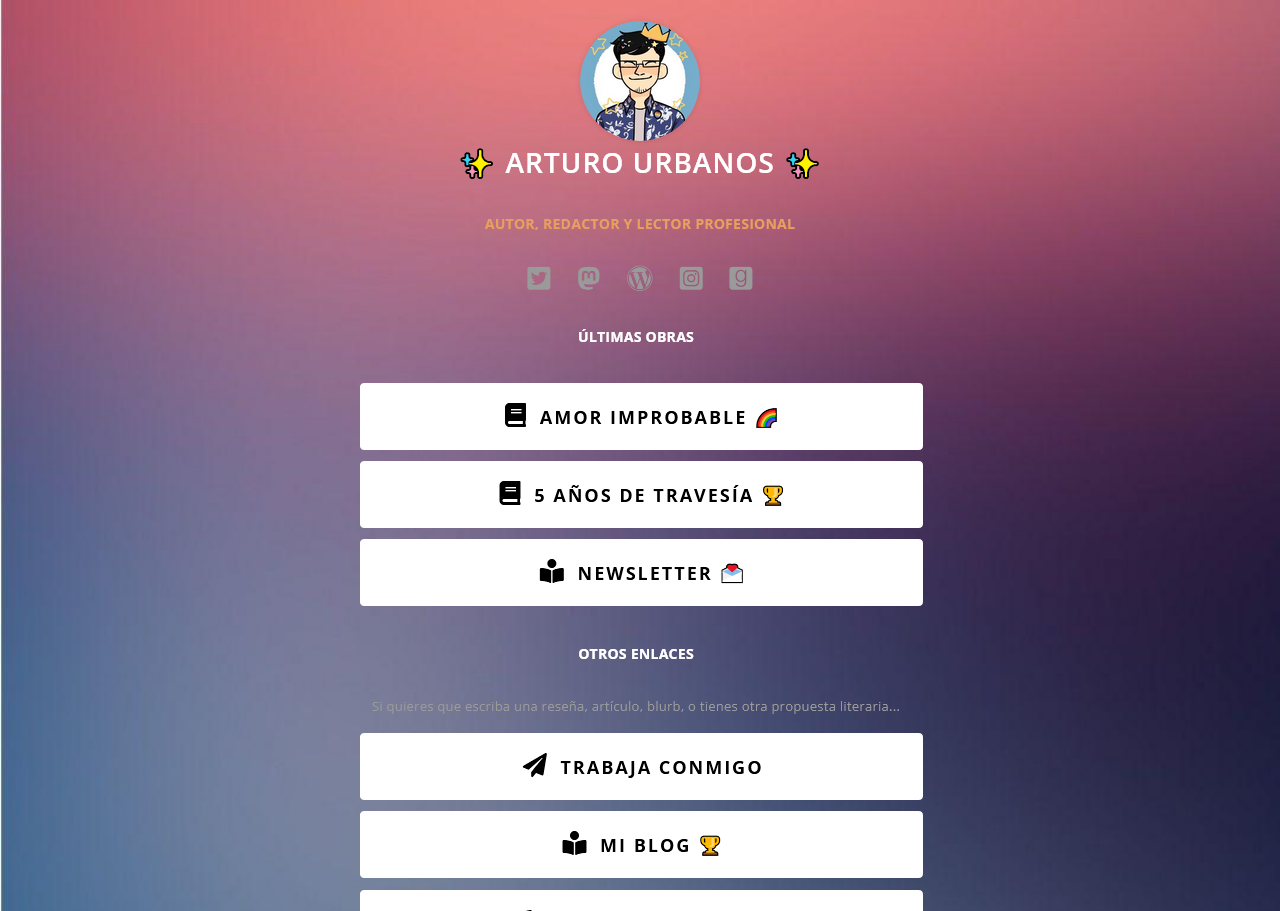 ✨ ARTURO URBANOS ✨
AUTOR, REDACTOR Y LECTOR PROFESIONAL
ÚLTIMAS OBRAS
AMOR IMPROBABLE 🌈
5 AÑOS DE TRAVESÍA 🏆
NEWSLETTER 💌
OTROS ENLACES
Si quieres que escriba una reseña, artículo, blurb, o tienes otra propuesta literaria...
TRABAJA CONMIGO
MI BLOG 🏆